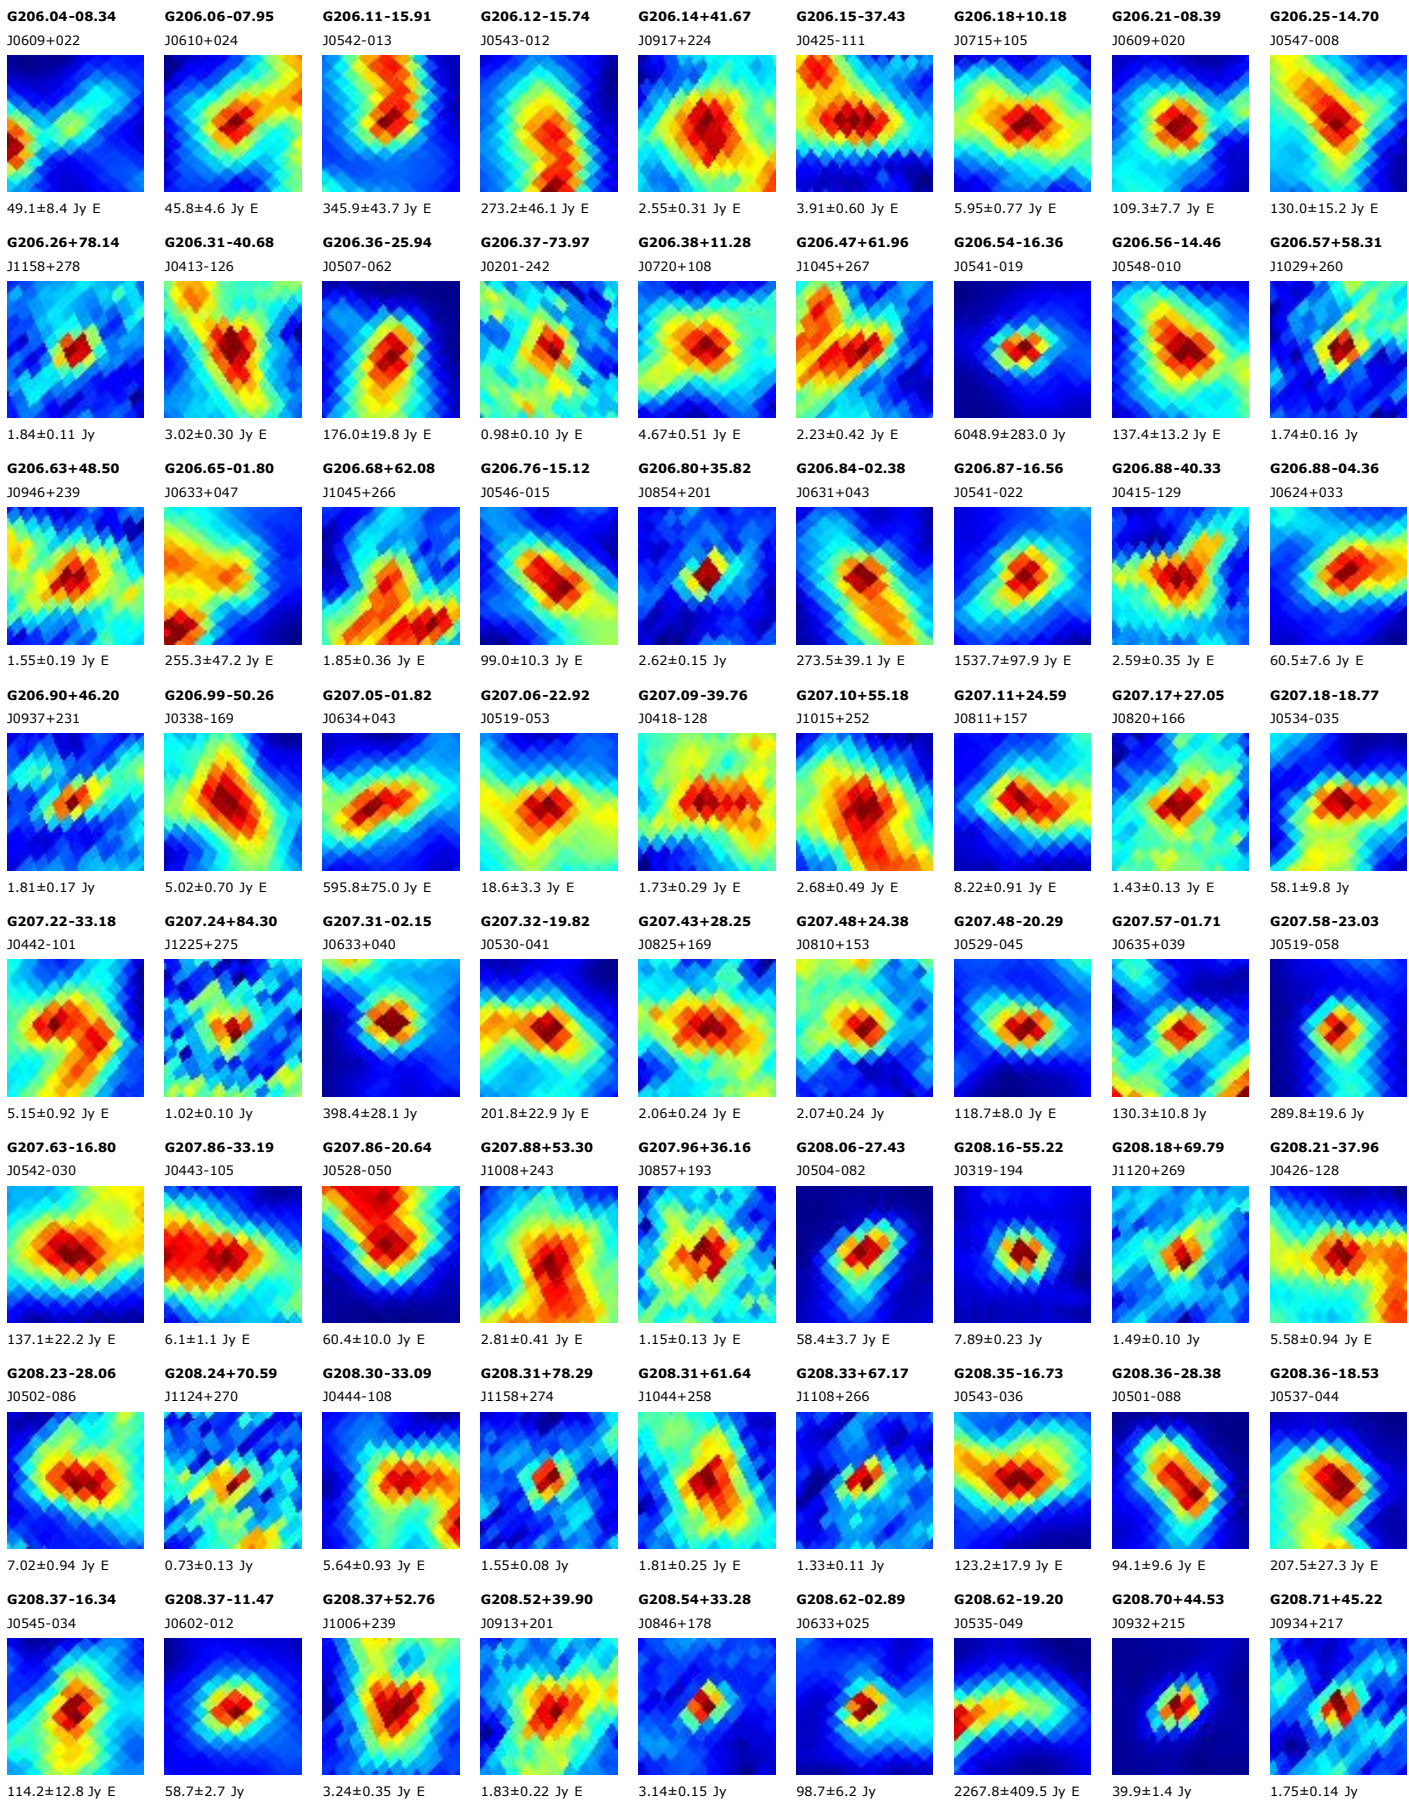 G206.04-08.34 G206.06-07.95 G206.11-15.91 G206.12-15.74 G206.14+41.67 G206.15-37.43 G206.18+10.18 G206.21-08.39 G206.25-14.70
J0609+022 J0610+024 J0542-013 J0543-012 J0917+224 J0425-111 J0715+105 J0609+020 J0547-008
49.1±8.4 Jy E 45.8±4.6 Jy E 345.9±43.7 Jy E 273.2±46.1 Jy E 2.55±0.31 Jy E 3.91±0.60 Jy E 5.95±0.77 Jy E 109.3±7.7 Jy E 130.0±15.2 Jy E
G206.26+78.14 G206.31-40.68 G206.36-25.94 G206.37-73.97 G206.38+11.28 G206.47+61.96 G206.54-16.36 G206.56-14.46 G206.57+58.31
J1158+278 J0413-126 J0507-062 J0201-242 J0720+108 J1045+267 J0541-019 J0548-010 J1029+260
1.84±0.11 Jy 3.02±0.30 Jy E 176.0±19.8 Jy E 0.98±0.10 Jy E 4.67±0.51 Jy E 2.23±0.42 Jy E 6048.9±283.0 Jy 137.4±13.2 Jy E 1.74±0.16 Jy
G206.63+48.50 G206.65-01.80 G206.68+62.08 G206.76-15.12 G206.80+35.82 G206.84-02.38 G206.87-16.56 G206.88-40.33 G206.88-04.36
J0946+239 J0633+047 J1045+266 J0546-015 J0854+201 J0631+043 J0541-022 J0415-129 J0624+033
1.55±0.19 Jy E 255.3±47.2 Jy E 1.85±0.36 Jy E 99.0±10.3 Jy E 2.62±0.15 Jy 273.5±39.1 Jy E 1537.7±97.9 Jy E 2.59±0.35 Jy E 60.5±7.6 Jy E
G206.90+46.20 G206.99-50.26 G207.05-01.82 G207.06-22.92 G207.09-39.76 G207.10+55.18 G207.11+24.59 G207.17+27.05 G207.18-18.77
J0937+231 J0338-169 J0634+043 J0519-053 J0418-128 J1015+252 J0811+157 J0820+166 J0534-035
1.81±0.17 Jy 5.02±0.70 Jy E 595.8±75.0 Jy E 18.6±3.3 Jy E 1.73±0.29 Jy E 2.68±0.49 Jy E 8.22±0.91 Jy E 1.43±0.13 Jy E 58.1±9.8 Jy
G207.22-33.18 G207.24+84.30 G207.31-02.15 G207.32-19.82 G207.43+28.25 G207.48+24.38 G207.48-20.29 G207.57-01.71 G207.58-23.03
J0442-101 J1225+275 J0633+040 J0530-041 J0825+169 J0810+153 J0529-045 J0635+039 J0519-058
5.15±0.92 Jy E 1.02±0.10 Jy 398.4±28.1 Jy 201.8±22.9 Jy E 2.06±0.24 Jy E 2.07±0.24 Jy 118.7±8.0 Jy E 130.3±10.8 Jy 289.8±19.6 Jy
G207.63-16.80 G207.86-33.19 G207.86-20.64 G207.88+53.30 G207.96+36.16 G208.06-27.43 G208.16-55.22 G208.18+69.79 G208.21-37.96
J0542-030 J0443-105 J0528-050 J1008+243 J0857+193 J0504-082 J0319-194 J1120+269 J0426-128
137.1±22.2 Jy E 6.1±1.1 Jy E 60.4±10.0 Jy E 2.81±0.41 Jy E 1.15±0.13 Jy E 58.4±3.7 Jy E 7.89±0.23 Jy 1.49±0.10 Jy 5.58±0.94 Jy E
G208.23-28.06 G208.24+70.59 G208.30-33.09 G208.31+78.29 G208.31+61.64 G208.33+67.17 G208.35-16.73 G208.36-28.38 G208.36-18.53
J0502-086 J1124+270 J0444-108 J1158+274 J1044+258 J1108+266 J0543-036 J0501-088 J0537-044
7.02±0.94 Jy E 0.73±0.13 Jy 5.64±0.93 Jy E 1.55±0.08 Jy 1.81±0.25 Jy E 1.33±0.11 Jy 123.2±17.9 Jy E 94.1±9.6 Jy E 207.5±27.3 Jy E
G208.37-16.34 G208.37-11.47 G208.37+52.76 G208.52+39.90 G208.54+33.28 G208.62-02.89 G208.62-19.20 G208.70+44.53 G208.71+45.22
J0545-034 J0602-012 J1006+239 J0913+201 J0846+178 J0633+025 J0535-049 J0932+215 J0934+217
114.2±12.8 Jy E 58.7±2.7 Jy 3.24±0.35 Jy E 1.83±0.22 Jy E 3.14±0.15 Jy 98.7±6.2 Jy 2267.8±409.5 Jy E 39.9±1.4 Jy 1.75±0.14 Jy